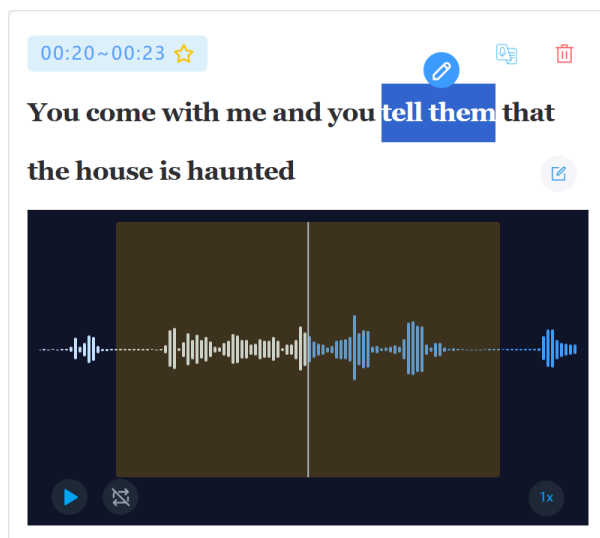 00:20~00:23
You come with me and you tell them that
the house is haunted
1x